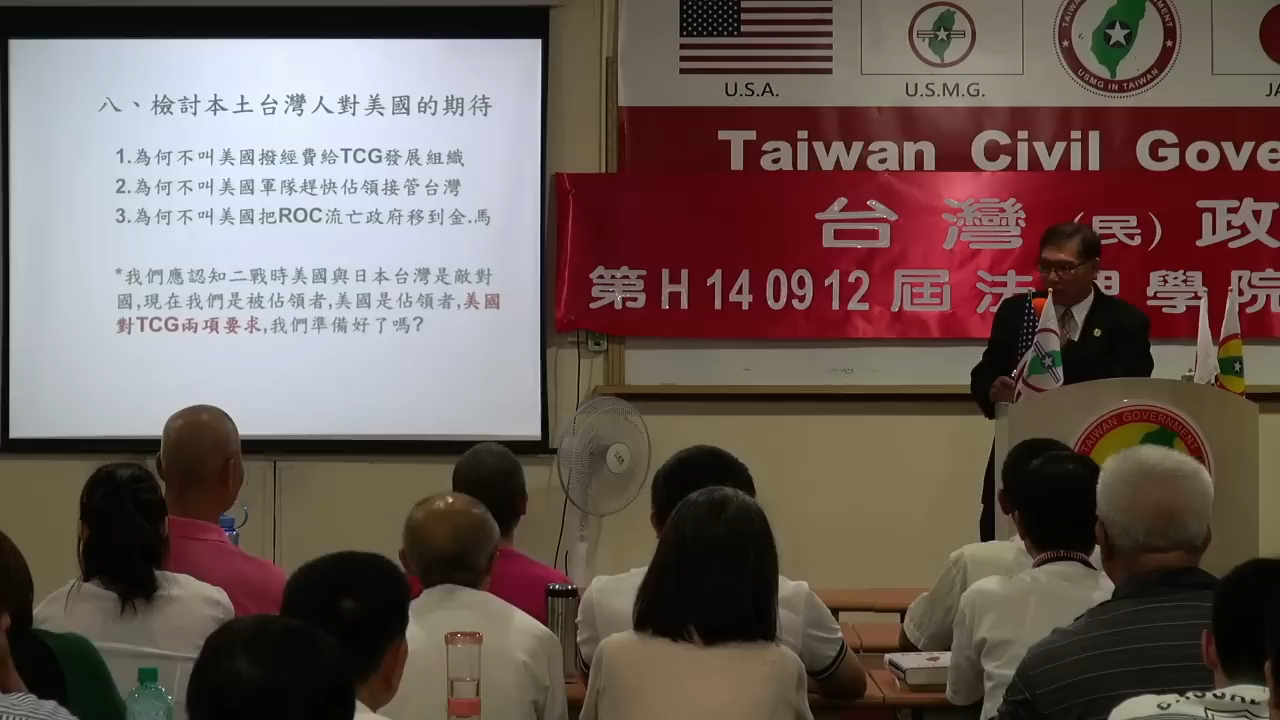 八、檢討本土台灣人對美國的期待
1.為何不叫美國撥經費給TCG發展組織
2.為何不叫美國軍隊趕快佔領接管台灣
3.為何不叫美國把ROC流亡政府移到金.馬
*我們應認知二戰時美國與日本台灣是敵對
國,現在我們是被佔領者,美國是佔領者,美國
對TCG兩項要求,我們準備好了嗎?
U.S.A.
U.S.M.G.
USMG IN TAIWAN
JA
Taiwan Civil Gove
台灣(民)政
第H 14 09 12 屆法理學院
TAIWAN GOVERNMENT